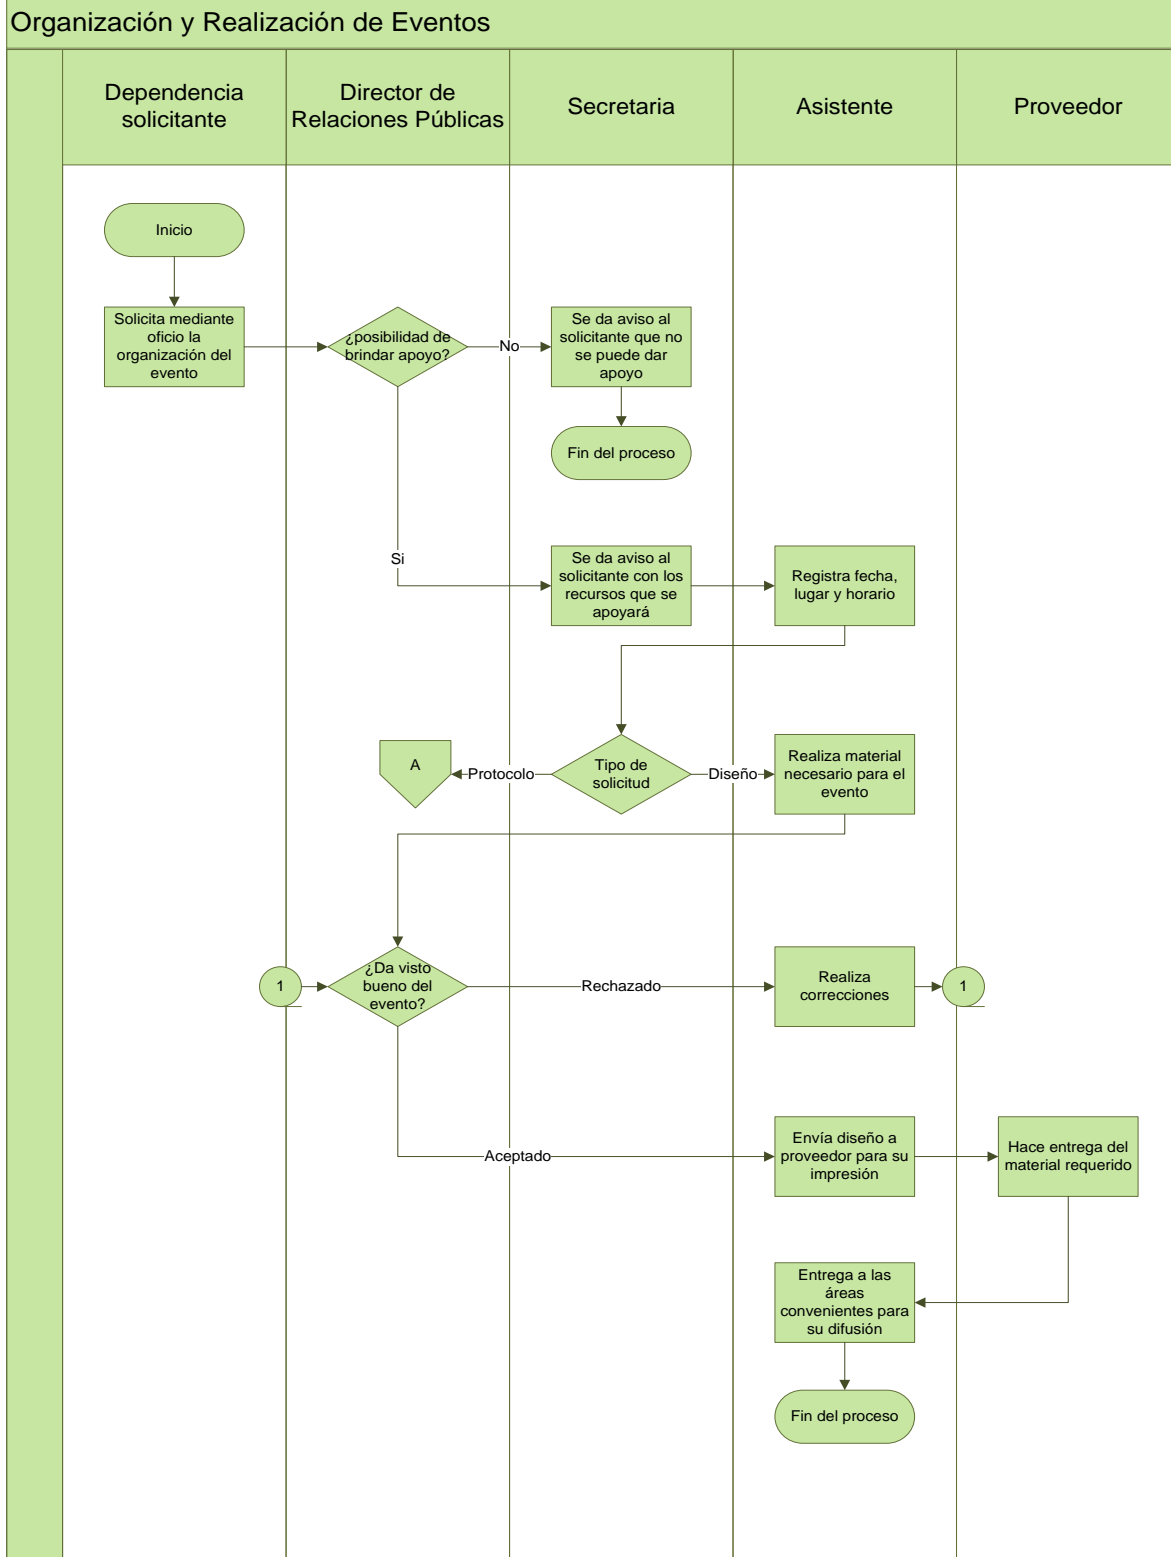 Organización y Realización de Eventos
Dependencia
solicitante
Director de
Relaciones Públicas
Secretaria
Asistente
Proveedor
Inicio
Solicita mediante
oficio la
organización del
evento
¿posibilidad de
brindar apoyo?
No
Se da aviso al
solicitante que no
se puede dar
apoyo
Fin del proceso
Si
Se da aviso al
solicitante con los
recursos que se
apoyará
Registra fecha,
lugar y horario
A
Protocolo
Tipo de
solicitud
Diseño
Realiza material
necesario para el
evento
1
¿Da visto
bueno del
evento?
Rechazado
Realiza
correcciones
1
Aceptado
Envía diseño a
proveedor para su
impresión
Hace entrega del
material requerido
Entrega a las
áreas
convenientes para
su difusión
Fin del proceso